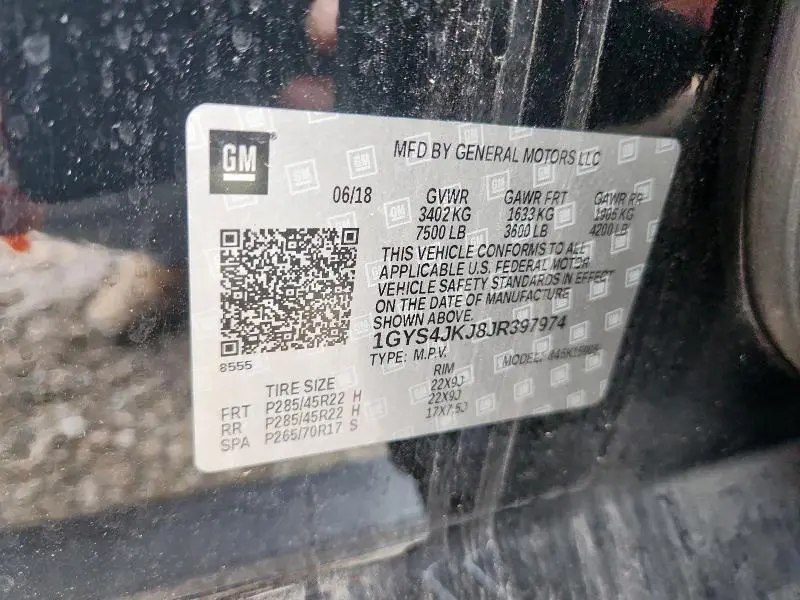 GM
MFD BY GENERAL MOTORS LLC
06/18 GVWR GAWR FRT GAWR RR
3402 KG 1633 KG 1905 KG
7500 LB 3600 LB 4200 LB
THIS VEHICLE CONFORMS TO ALL
APPLICABLE U.S. FEDERAL MOTOR
VEHICLE SAFETY STANDARDS IN EFFECT
ON THE DATE OF MANUFACTURE
SHOWN ABOVE.
1GYS4JKJ8JR397974
TYPE: M.P.V. MODEL:
8555
TIRE SIZE RIM
FRT P285/45R22 H 22X9J
RR P285/45R22 H 22X9J
SPA P265/70R17 S 17X7.5J